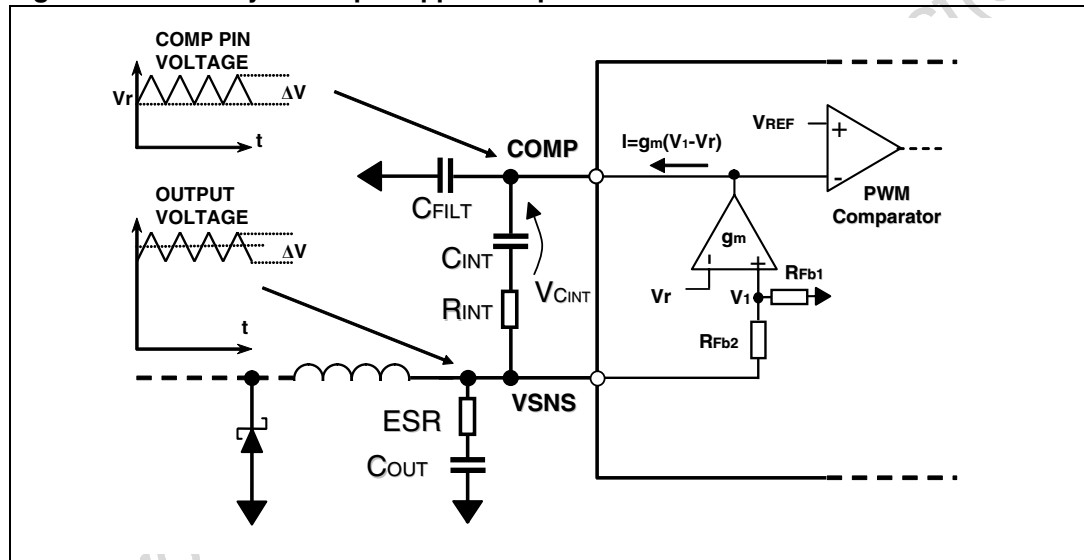 COMP PIN
VOLTAGE
Vr
ΔV
t
COMP
I=gm(V1-Vr)
VREF
+
-
PWM
Comparator
CFILT
OUTPUT
VOLTAGE
ΔV
t
CINT
VCINT
RINT
gm
-
+
Vr
V1
RFb1
RFb2
VSNS
ESR
COUT